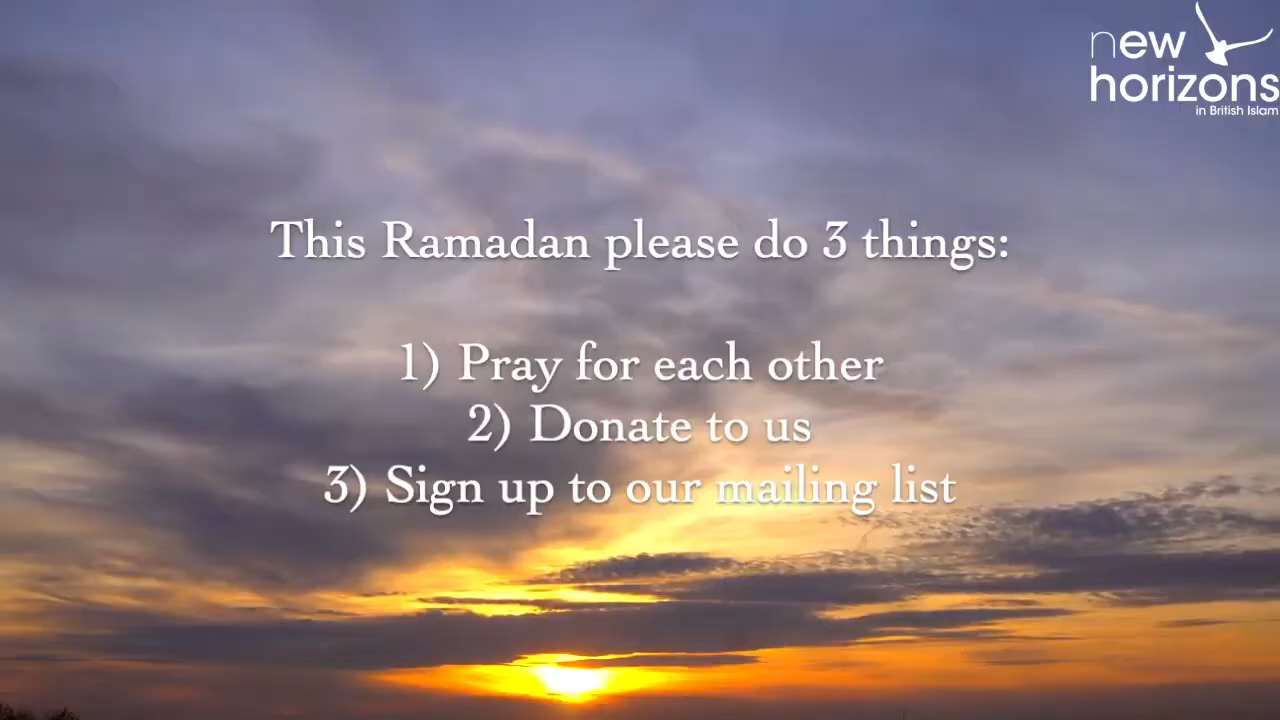 new
horizons
in British Islam
This Ramadan please do 3 things:
1) Pray for each other
2) Donate to us
3) Sign up to our mailing list